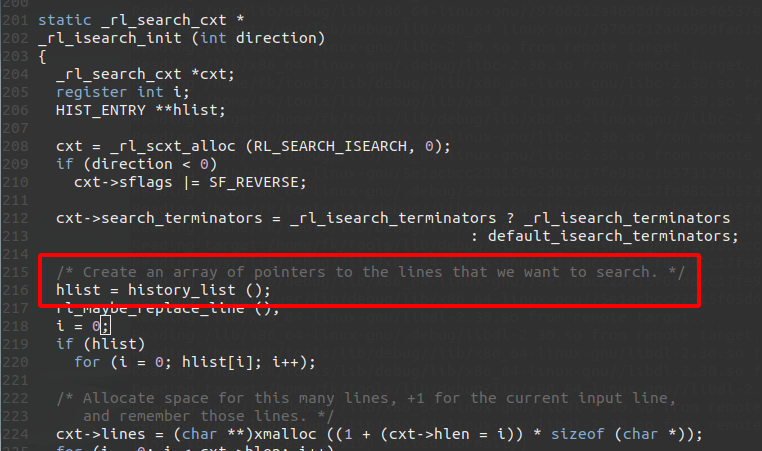 200
201 static _rl_search_cxt *
202 _rl_isearch_init (int direction)
203 {
204 _rl_search_cxt *cxt;
205 register int i;
206 HIST_ENTRY **hlist;
207
208 cxt = _rl_scxt_alloc (RL_SEARCH_ISEARCH, 0);
209 if (direction < 0)
210 cxt->sflags |= SF_REVERSE;
211
212 cxt->search_terminators = _rl_isearch_terminators ? _rl_isearch_terminators
213 : default_isearch_terminators;
214
215 /* Create an array of pointers to the lines that we want to search. */
216 hlist = history_list ();
217 rl_maybe_replace_line ();
218 i = 0;
219 if (hlist)
220 for (i = 0; hlist[i]; i++);
221
222 /* Allocate space for this many lines, +1 for the current input line,
223 and remember those lines. */
224 cxt->lines = (char **)xmalloc ((1 + (cxt->hlen = i)) * sizeof (char *));
225 for (i = 0; i < cxt->hlen; i++)